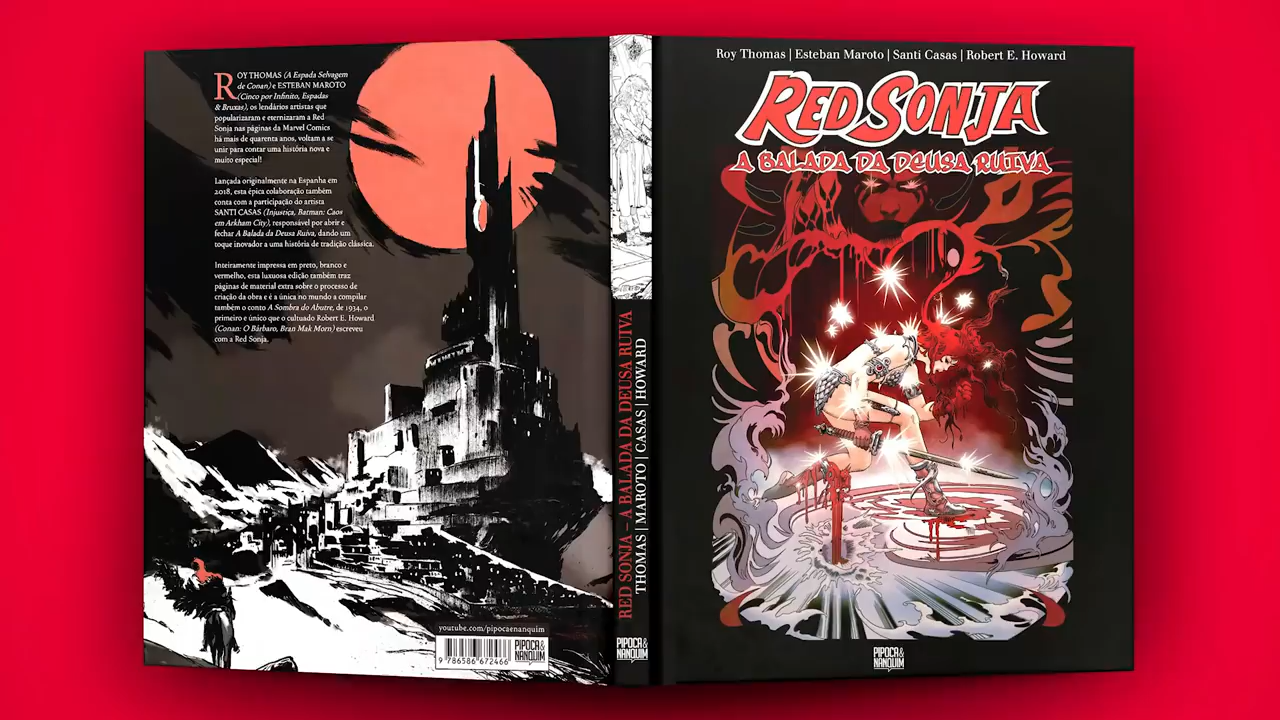 ROY THOMAS (A Espada Selvagem
de Conan) e ESTEBAN MAROTO
(Cinco por Infinito, Espadas
& Bruxas), os lendários artistas que
popularizaram e eternizaram a Red
Sonja nas páginas da Marvel Comics
há mais de quarenta anos, voltam a se
unir para contar uma história nova e
muito especial!
Lançada originalmente na Espanha em
2018, esta épica colaboração também
conta com a participação do artista
SANTI CASAS (Injustiça, Batman: Caos
em Arkham City), responsável por abrir e
fechar A Balada da Deusa Ruiva, dando um
toque inovador a uma história de tradição clássica.
Inteiramente impressa em preto, branco e
vermelho, esta luxuosa edição também traz
páginas de material extra sobre o processo de
criação da obra e é a única no mundo a compilar
também o conto A Sombra do Abutre, de 1934, o
primeiro e único que o cultuado Robert E. Howard
(Conan: O Bárbaro, Bran Mak Morn) escreveu
com a Red Sonja.
youtube.com/pipocaenanquim
9 786586 672466
PIPOCA&
NANQUIM
RED SONJA – A BALADA DA DEUSA RUIVA
THOMAS | MAROTO | CASAS | HOWARD
PIPOCA&
NANQUIM
Roy Thomas | Esteban Maroto | Santi Casas | Robert E. Howard
RED SONJA
A BALADA DA DEUSA RUIVA
PIPOCA&
NANQUIM